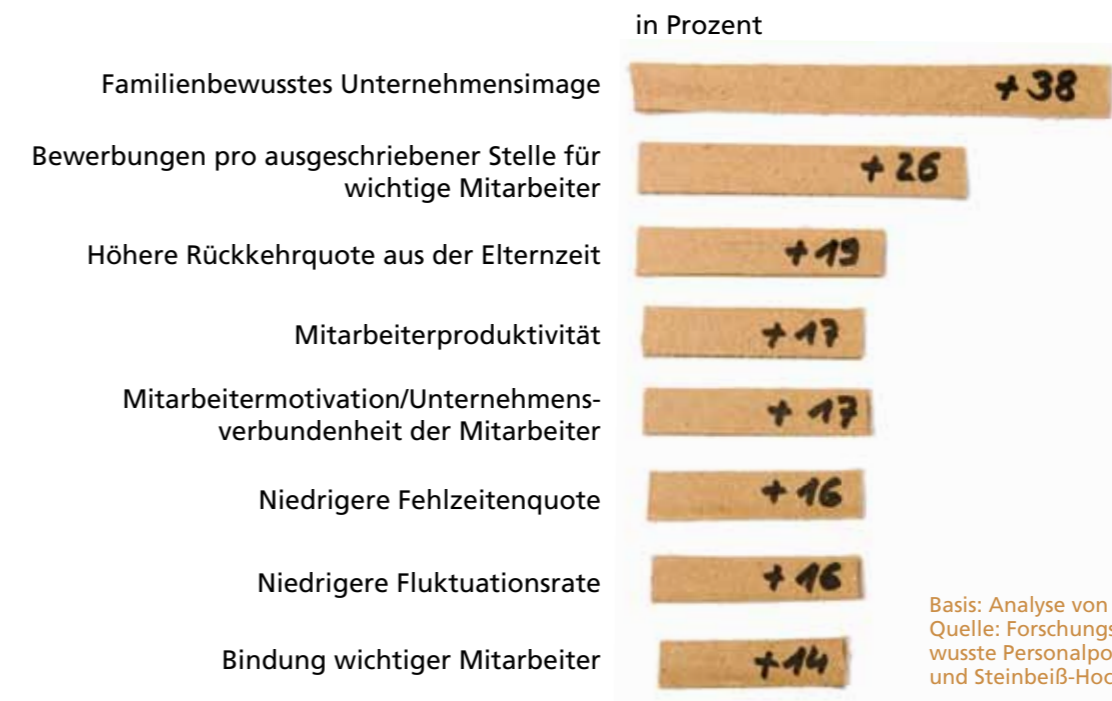 in Prozent
Familienbewusstes Unternehmensimage
+38
Bewerbungen pro ausgeschriebener Stelle für
wichtige Mitarbeiter
+26
Höhere Rückkehrquote aus der Elternzeit
+19
Mitarbeiterproduktivität
+17
Mitarbeitermotivation/Unternehmens-
verbundenheit der Mitarbeiter
+17
Niedrigere Fehlzeitenquote
+16
Niedrigere Fluktuationsrate
+16
Bindung wichtiger Mitarbeiter
+14
Basis: Analyse von
Quelle: Forschungs
wusste Personalpo
und Steinbeiß-Hoc